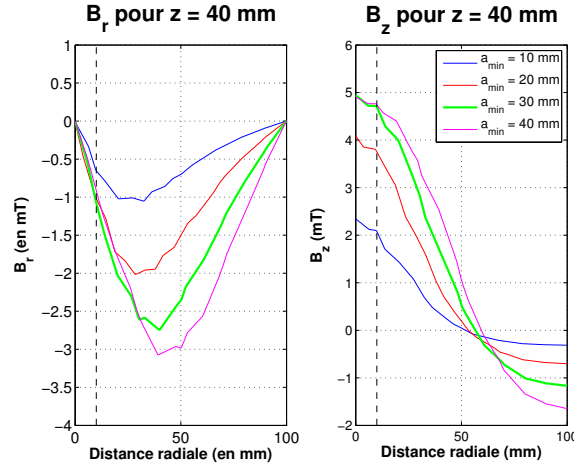 B_r pour z = 40 mm
1
0
−0.5
−1
−1.5
−2
−2.5
−3
−3.5
−4
B_r (en mT)
0
50
100
Distance radiale (en mm)
B_z pour z = 40 mm
6
5
4
3
2
1
0
−1
−2
B_z (mT)
0
50
100
Distance radiale (mm)
a_min = 10 mm
a_min = 20 mm
a_min = 30 mm
a_min = 40 mm